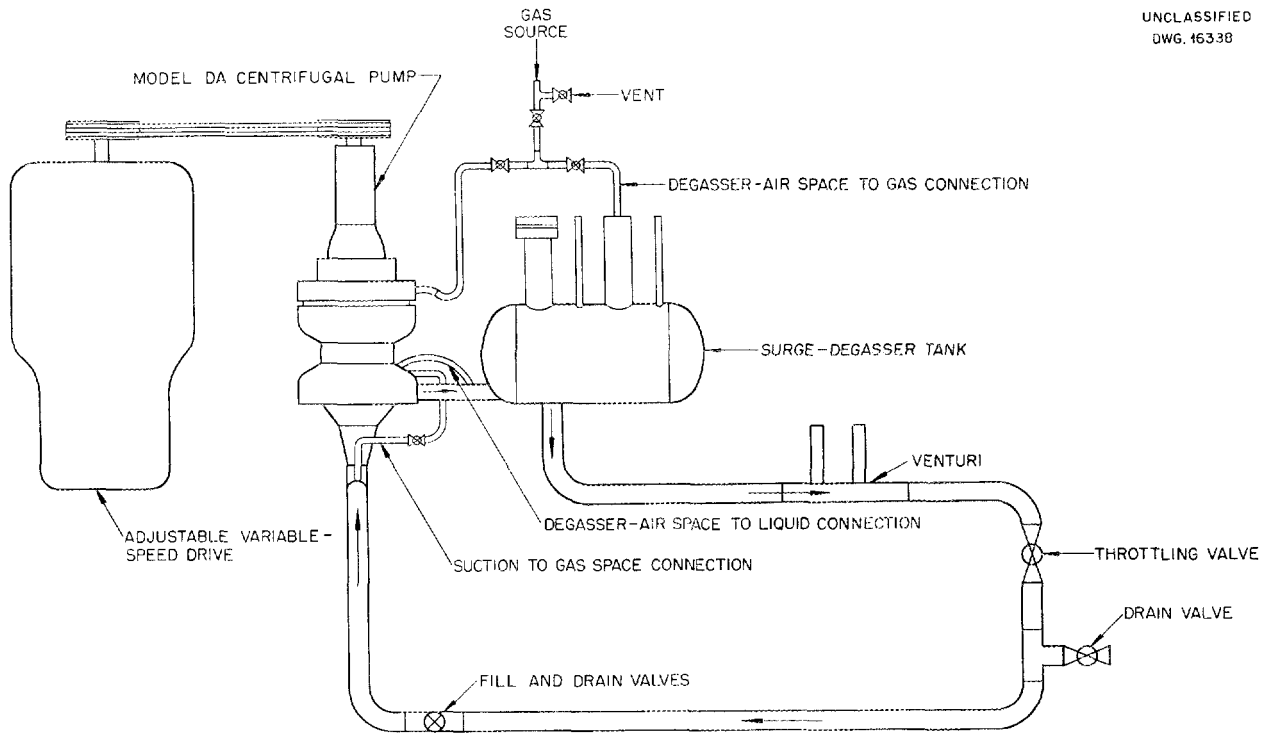 UNCLASSIFIED
DWG. 16338
GAS
SOURCE
MODEL DA CENTRIFUGAL PUMP
VENT
DEGASSER-AIR SPACE TO GAS CONNECTION
SURGE-DEGASSER TANK
VENTURI
DEGASSER-AIR SPACE TO LIQUID CONNECTION
ADJUSTABLE VARIABLE-
SPEED DRIVE
SUCTION TO GAS SPACE CONNECTION
THROTTLING VALVE
DRAIN VALVE
FILL AND DRAIN VALVES